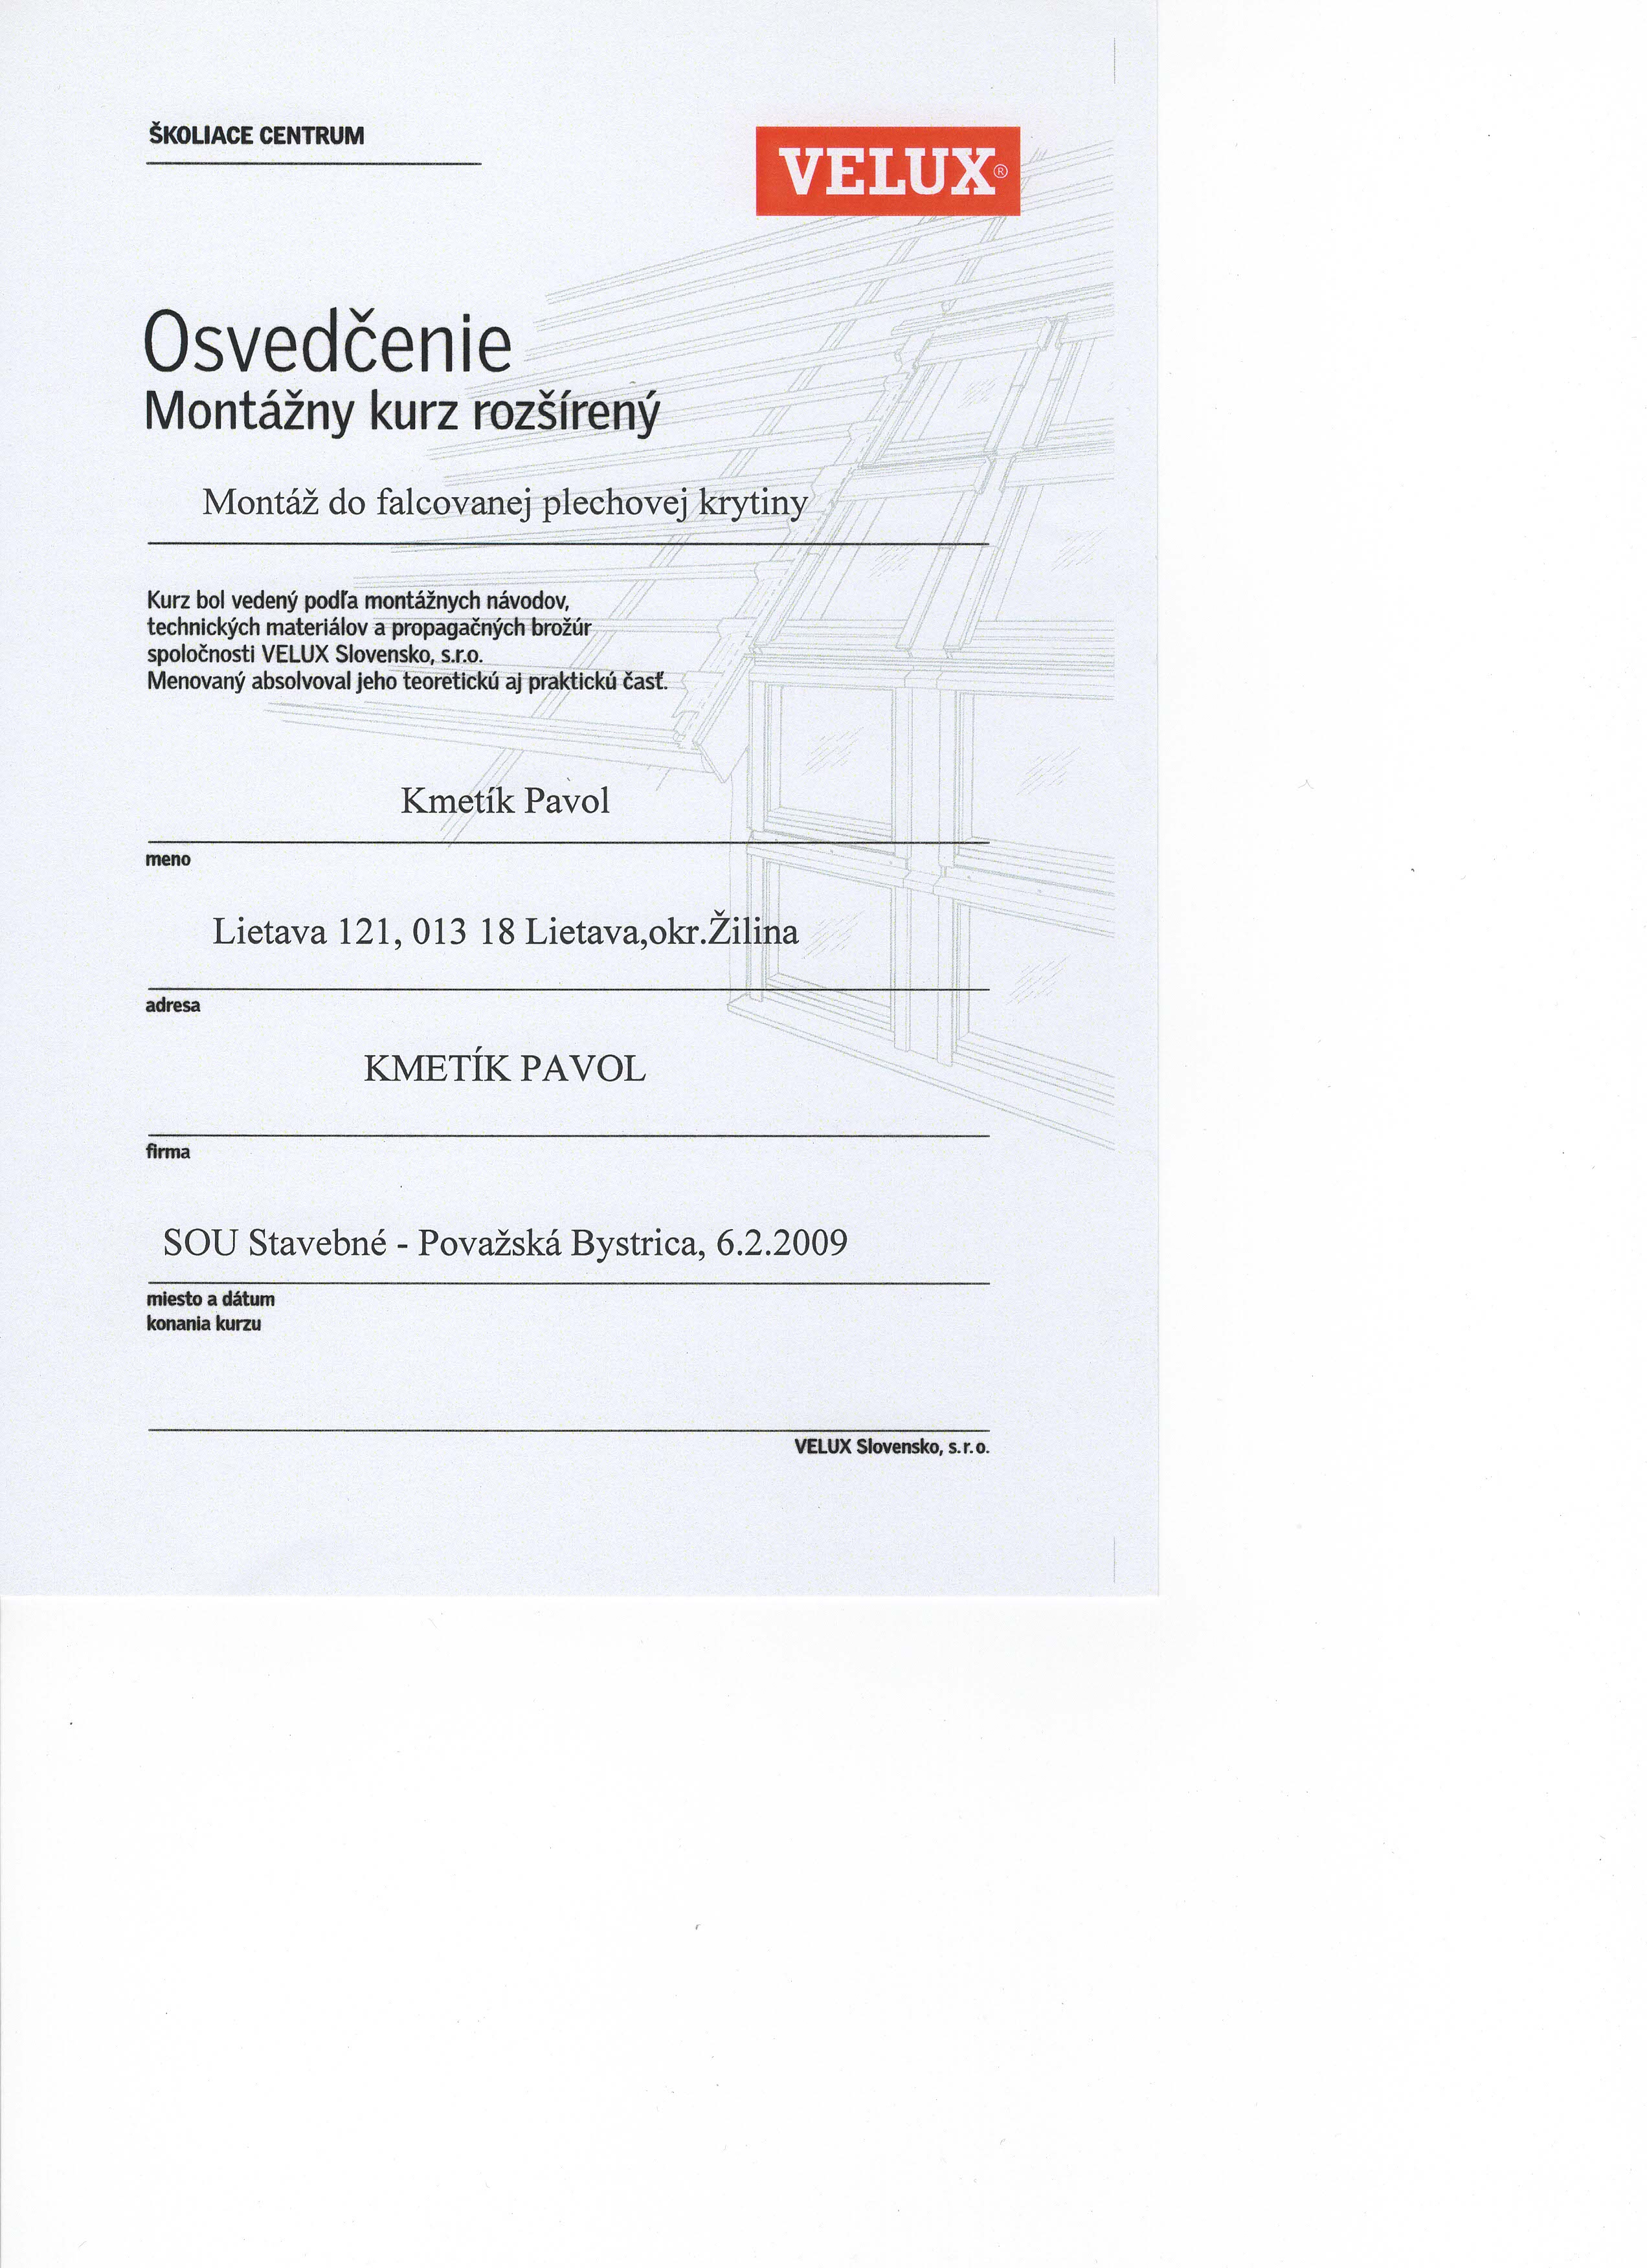 ŠKOLIACE CENTRUM
VELUX®
Osvedčenie
Montážny kurz rozšírený
Montáž do falcovanej plechovej krytiny
Kurz bol vedený podľa montážnych návodov,
technických materiálov a propagačných brožúr
spoločnosti VELUX Slovensko, s.r.o.
Menovaný absolvoval jeho teoretickú aj praktickú časť.
Kmetík Pavol
meno
Lietava 121, 013 18 Lietava,okr.Žilina
adresa
KMETÍK PAVOL
firma
SOU Stavebné - Považská Bystrica, 6.2.2009
miesto a dátum
konania kurzu
VELUX Slovensko, s.r.o.